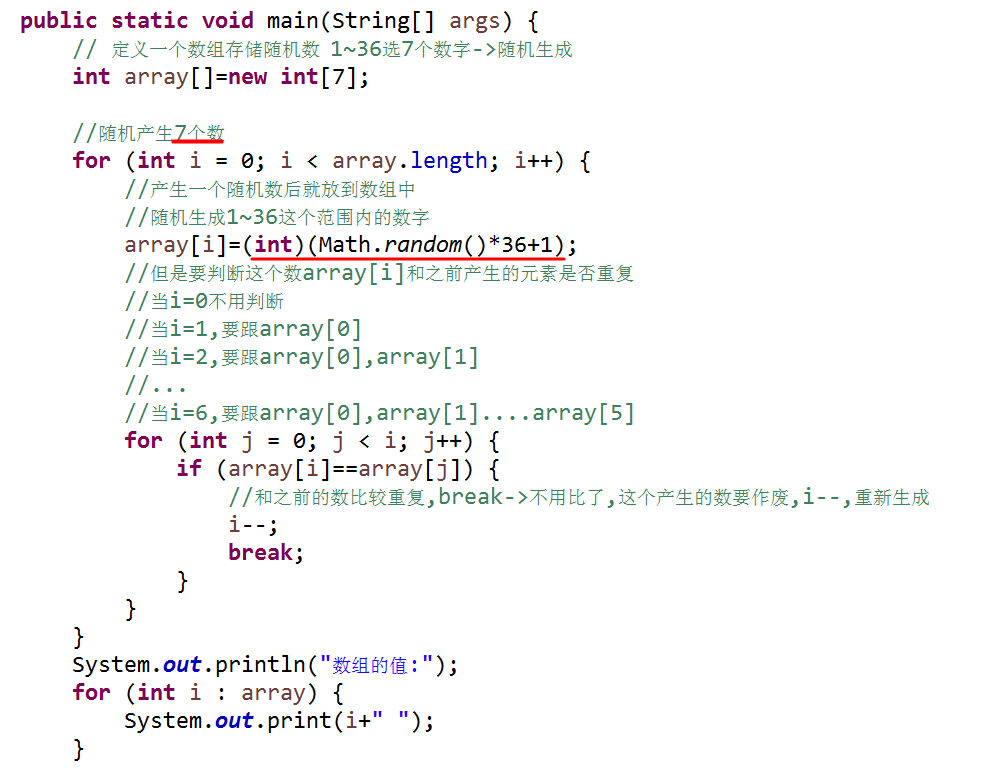 public static void main(String[] args) {
// 定义一个数组存储随机数 1~36选7个数字->随机生成
int array[]=new int[7];
//随机产生7个数
for (int i = 0; i < array.length; i++) {
//产生一个随机数后就放到数组中
//随机生成1~36这个范围内的数字
array[i]=(int)(Math.random()*36+1);
//但是要判断这个数array[i]和之前产生的元素是否重复
//当i=0不用判断
//当i=1,要跟array[0]
//当i=2,要跟array[0],array[1]
//...
//当i=6,要跟array[0],array[1]....array[5]
for (int j = 0; j < i; j++) {
if (array[i]==array[j]) {
//和之前的数比较重复,break->不用比了,这个产生的数要作废,i--,重新生成
i--;
break;
}
}
}
System.out.println("数组的值:");
for (int i : array) {
System.out.print(i+" ");
}